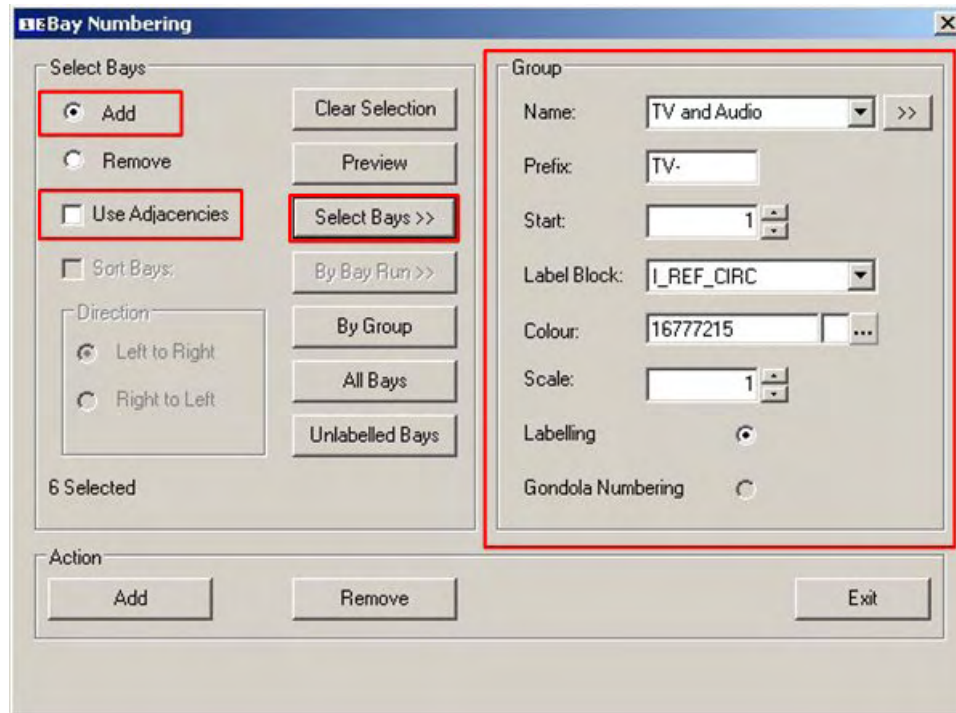 Bay Numbering
Select Bays
Add
Clear Selection
Remove
Preview
Use Adjacencies
Select Bays >>
Sort Bays:
By Bay Run >>
Direction
Left to Right
Right to Left
By Group
All Bays
Unlabelled Bays
6 Selected
Group
Name: TV and Audio >>
Prefix: TV-
Start: 1
Label Block: I_REF_CIRC
Colour: 16777215 ...
Scale: 1
Labelling
Gondola Numbering
Action
Add Remove Exit